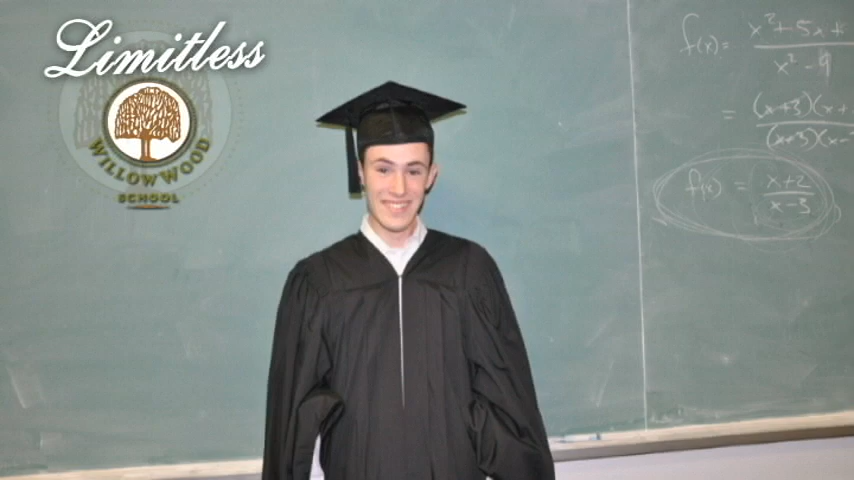 Limitless
WILLOWWOOD
SCHOOL
f(x) = x²+5x+
x²-9
= (x+3)(x+
(x+3)(x-
f(x) = x+2
x-3